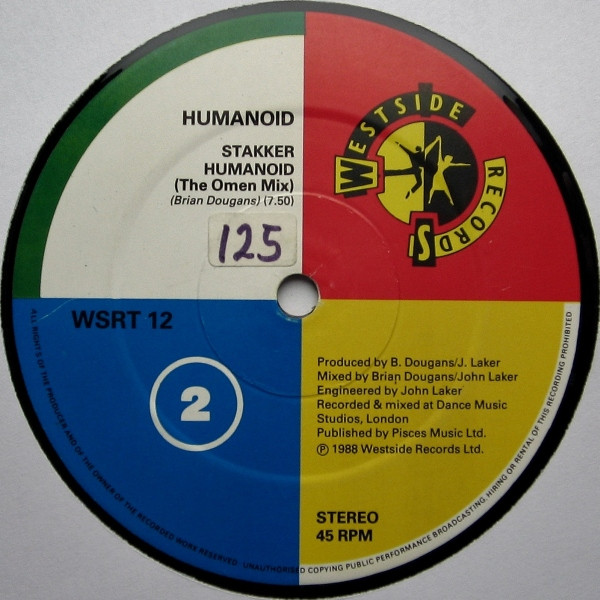 HUMANOID
STAKKER
HUMANOID
(The Omen Mix)
(Brian Dougans) (7.50)
125
WESTSIDE
RECORDS
WSRT 12
2
Produced by B. Dougans/J. Laker
Mixed by Brian Dougans/John Laker
Engineered by John Laker
Recorded & mixed at Dance Music
Studios, London
Published by Pisces Music Ltd.
Ⓟ 1988 Westside Records Ltd.
STEREO
45 RPM
ALL RIGHTS OF THE PRODUCER AND OF THE OWNER OF THE RECORDED WORK RESERVED · UNAUTHORISED COPYING PUBLIC PERFORMANCE BROADCASTING, HIRING OR RENTAL OF THIS RECORDING PROHIBITED